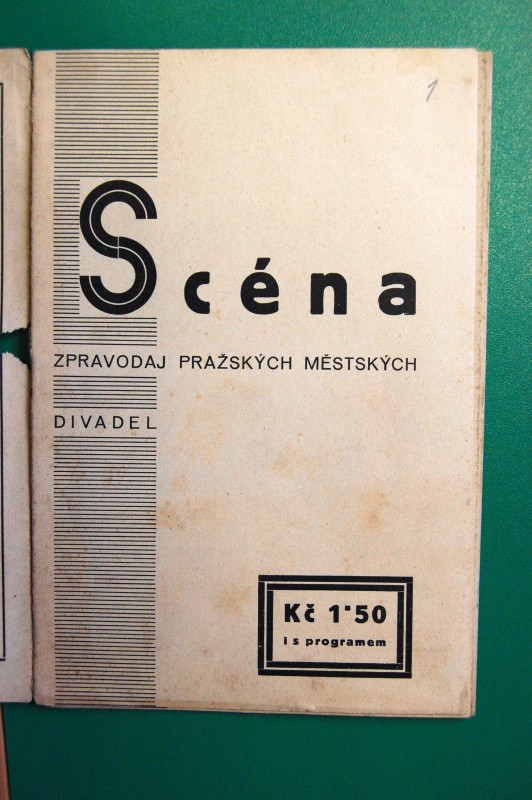 1
Scéna
ZPRAVODAJ PRAŽSKÝCH MĚSTSKÝCH
DIVADEL
Kč 1·50
i s programem